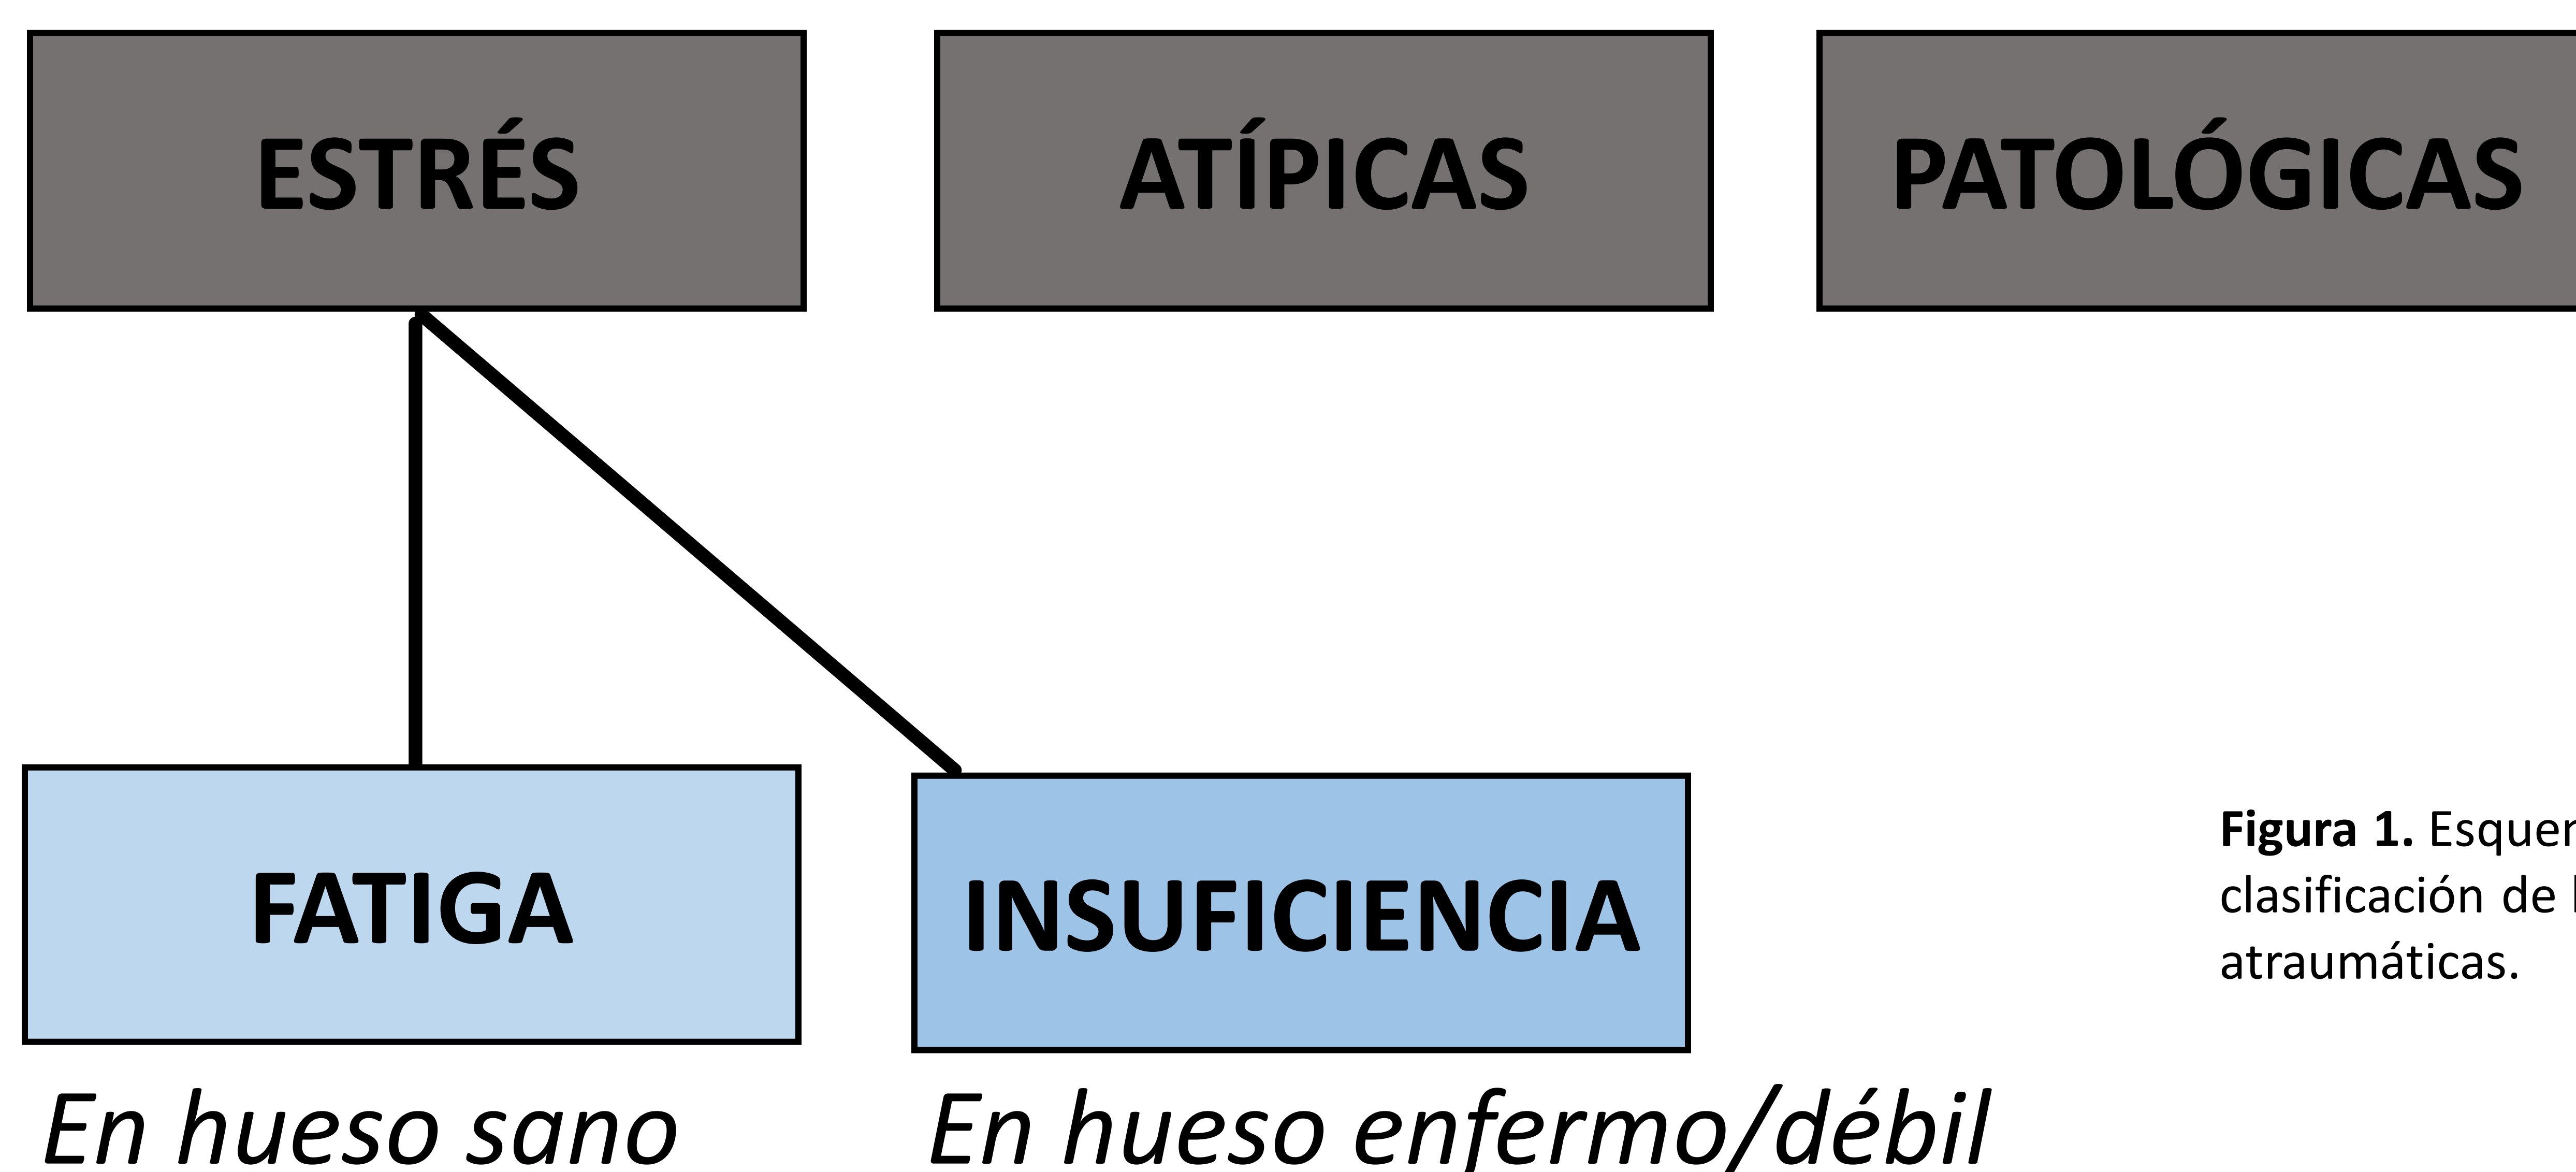 ESTRÉS
ATÍPICAS
PATOLÓGICAS
FATIGA
INSUFICIENCIA
En hueso sano
En hueso enfermo/débil
Figura 1.
clasificación de
atraumáticas.